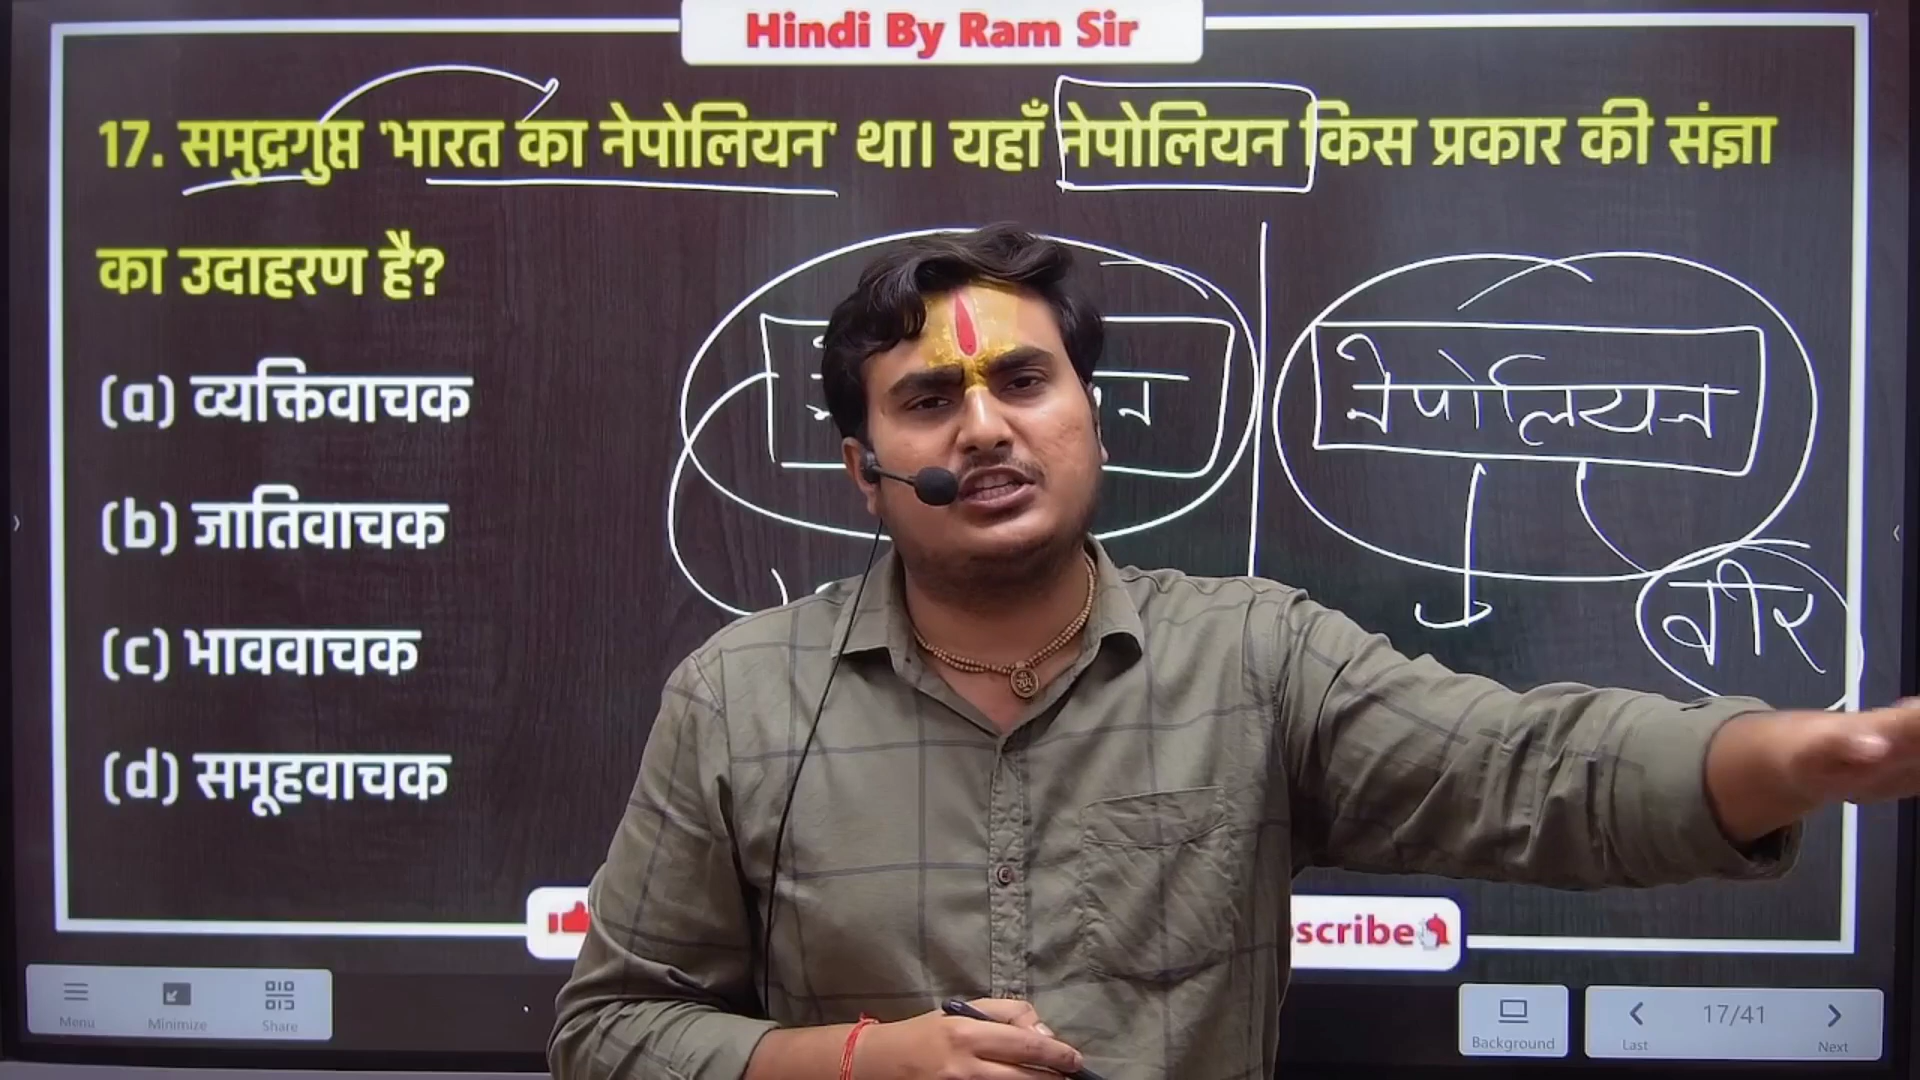 Hindi By Ram Sir
17. समुद्रगुप्त 'भारत का नेपोलियन' था। यहाँ नेपोलियन किस प्रकार की संज्ञा
का उदाहरण है?
(a) व्यक्तिवाचक
(b) जातिवाचक
(c) भाववाचक
(d) समूहवाचक
नेपोलियन
वीर
scribe
Menu
Minimize
Share
Background
Last
17/41
Next